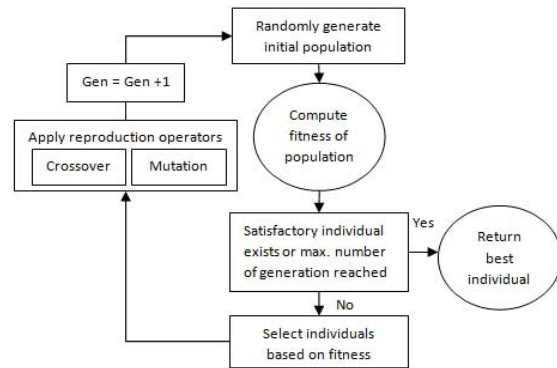 Randomly generate
initial population
Gen = Gen +1
Compute
fitness of
population
Apply reproduction operators
Crossover
Mutation
Satisfactory individual
exists or max. number
of generation reached
Yes
Return
best
individual
No
Select individuals
based on fitness